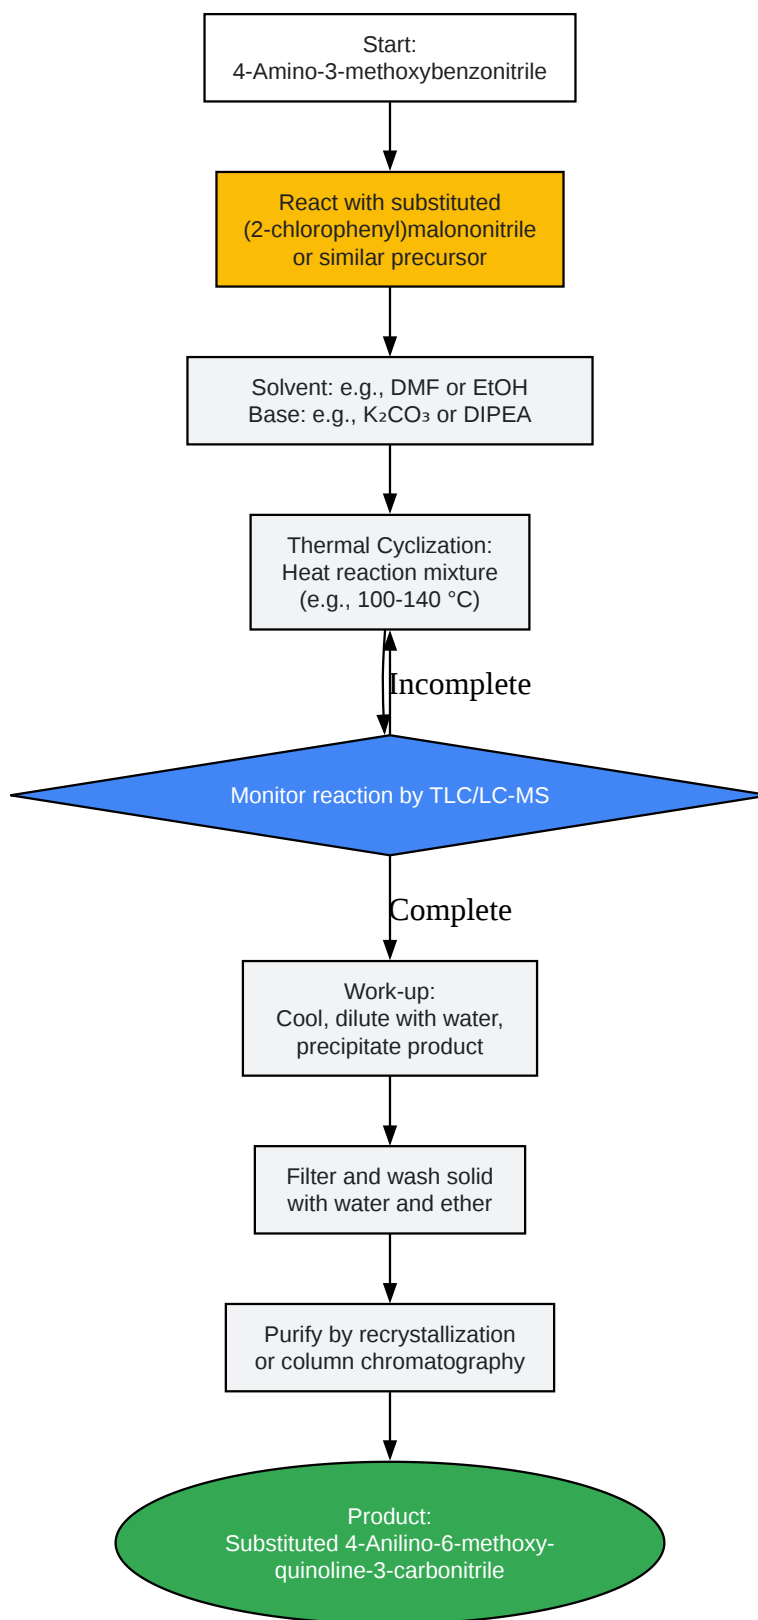 Start:
4-Amino-3-methoxybenzonitrile
React with substituted
(2-chlorophenyl)malononitrile
or similar precursor
Solvent: e.g., DMF or EtOH
Base: e.g., K₂CO₃ or DIPEA
Thermal Cyclization:
Heat reaction mixture
(e.g., 100-140 °C)
Incomplete
Monitor reaction by TLC/LC-MS
Complete
Work-up:
Cool, dilute with water,
precipitate product
Filter and wash solid
with water and ether
Purify by recrystallization
or column chromatography
Product:
Substituted 4-Anilino-6-methoxy-
quinoline-3-carbonitrile